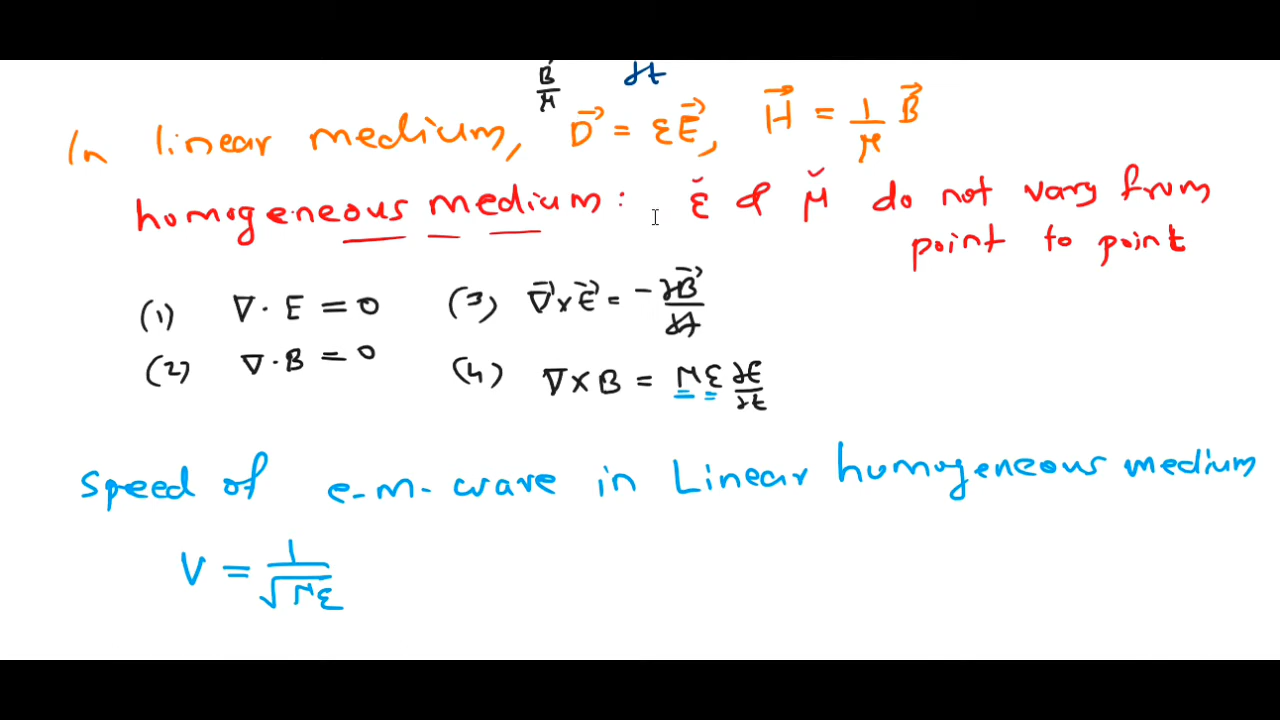 B/μ ∂t
In linear medium, D⃗ = εE⃗, H⃗ = 1/μ B⃗
homogeneous medium: ε & μ do not vary from
point to point
(1) ∇·E = 0 (3) ∇⃗×E⃗ = -∂B⃗/∂t
(2) ∇·B = 0 (4) ∇×B = με ∂E/∂t
speed of e-m-wave in Linear homogeneous medium
V = 1/√με